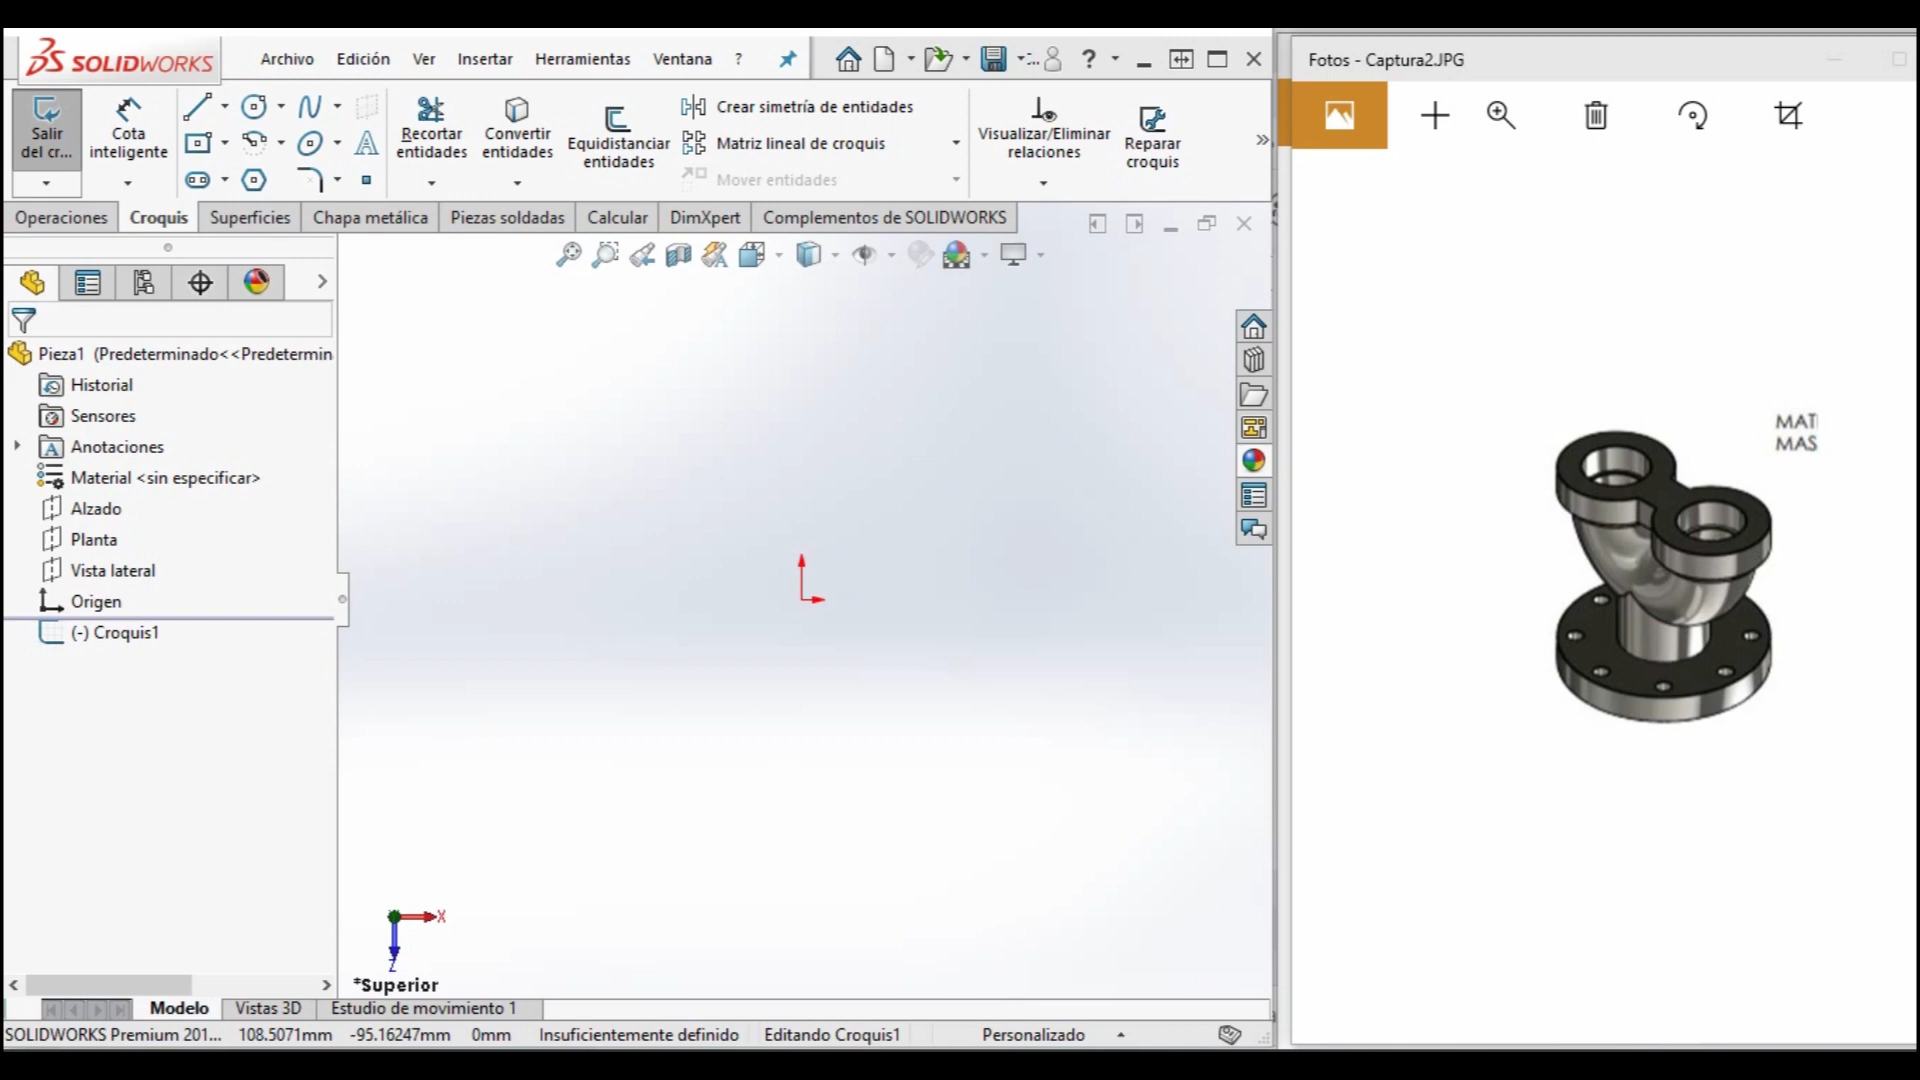 SOLIDWORKS
Archivo Edición Ver Insertar Herramientas Ventana ?
Fotos - Captura2.JPG
Salir del cr...
Cota inteligente
Recortar entidades
Convertir entidades
Equidistanciar entidades
Crear simetría de entidades
Matriz lineal de croquis
Mover entidades
Visualizar/Eliminar relaciones
Reparar croquis
Operaciones Croquis Superficies Chapa metálica Piezas soldadas Calcular DimXpert Complementos de SOLIDWORKS
Pieza1 (Predeterminado<<Predetermin
Historial
Sensores
Anotaciones
Material <sin especificar>
Alzado
Planta
Vista lateral
Origen
(-) Croquis1
MAT
MAS
X
Z
*Superior
Modelo Vistas 3D Estudio de movimiento 1
SOLIDWORKS Premium 201... 108.5071mm -95.16247mm 0mm Insuficientemente definido Editando Croquis1 Personalizado